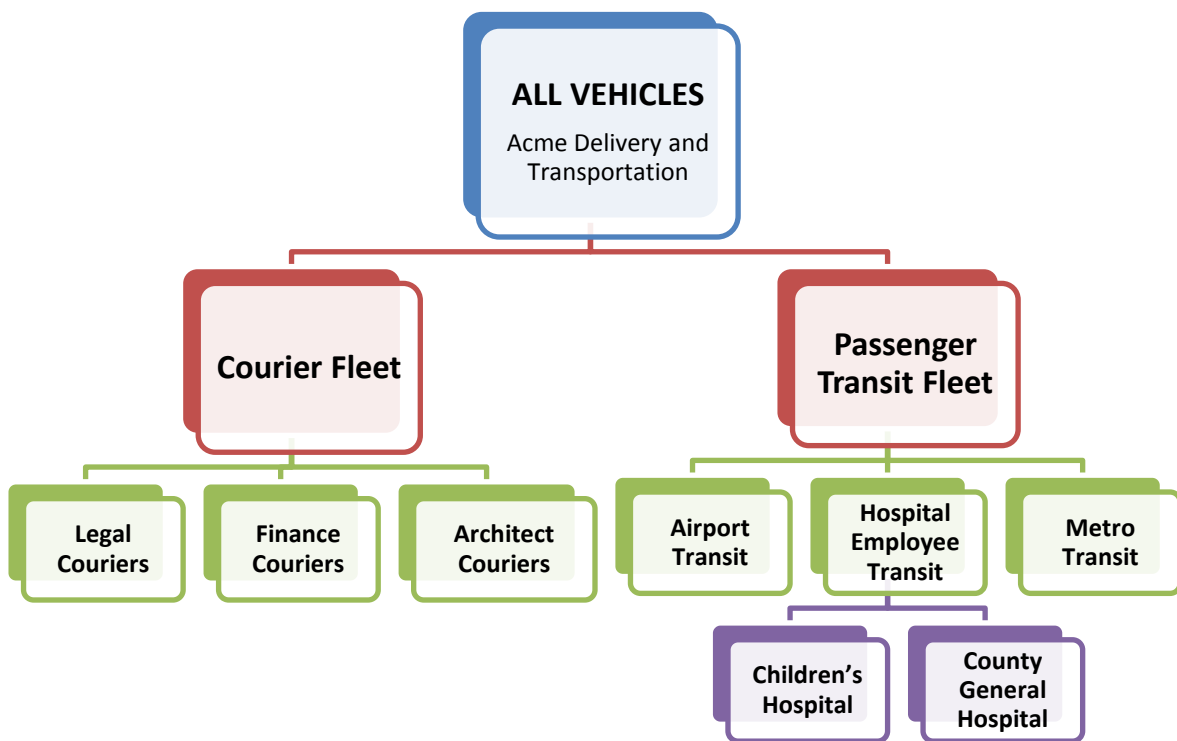 ALL VEHICLES
Acme Delivery and
Transportation
Courier Fleet
Passenger
Transit Fleet
Legal
Couriers
Finance
Couriers
Architect
Couriers
Airport
Transit
Hospital
Employee
Transit
Metro
Transit
Children’s
Hospital
County
General
Hospital